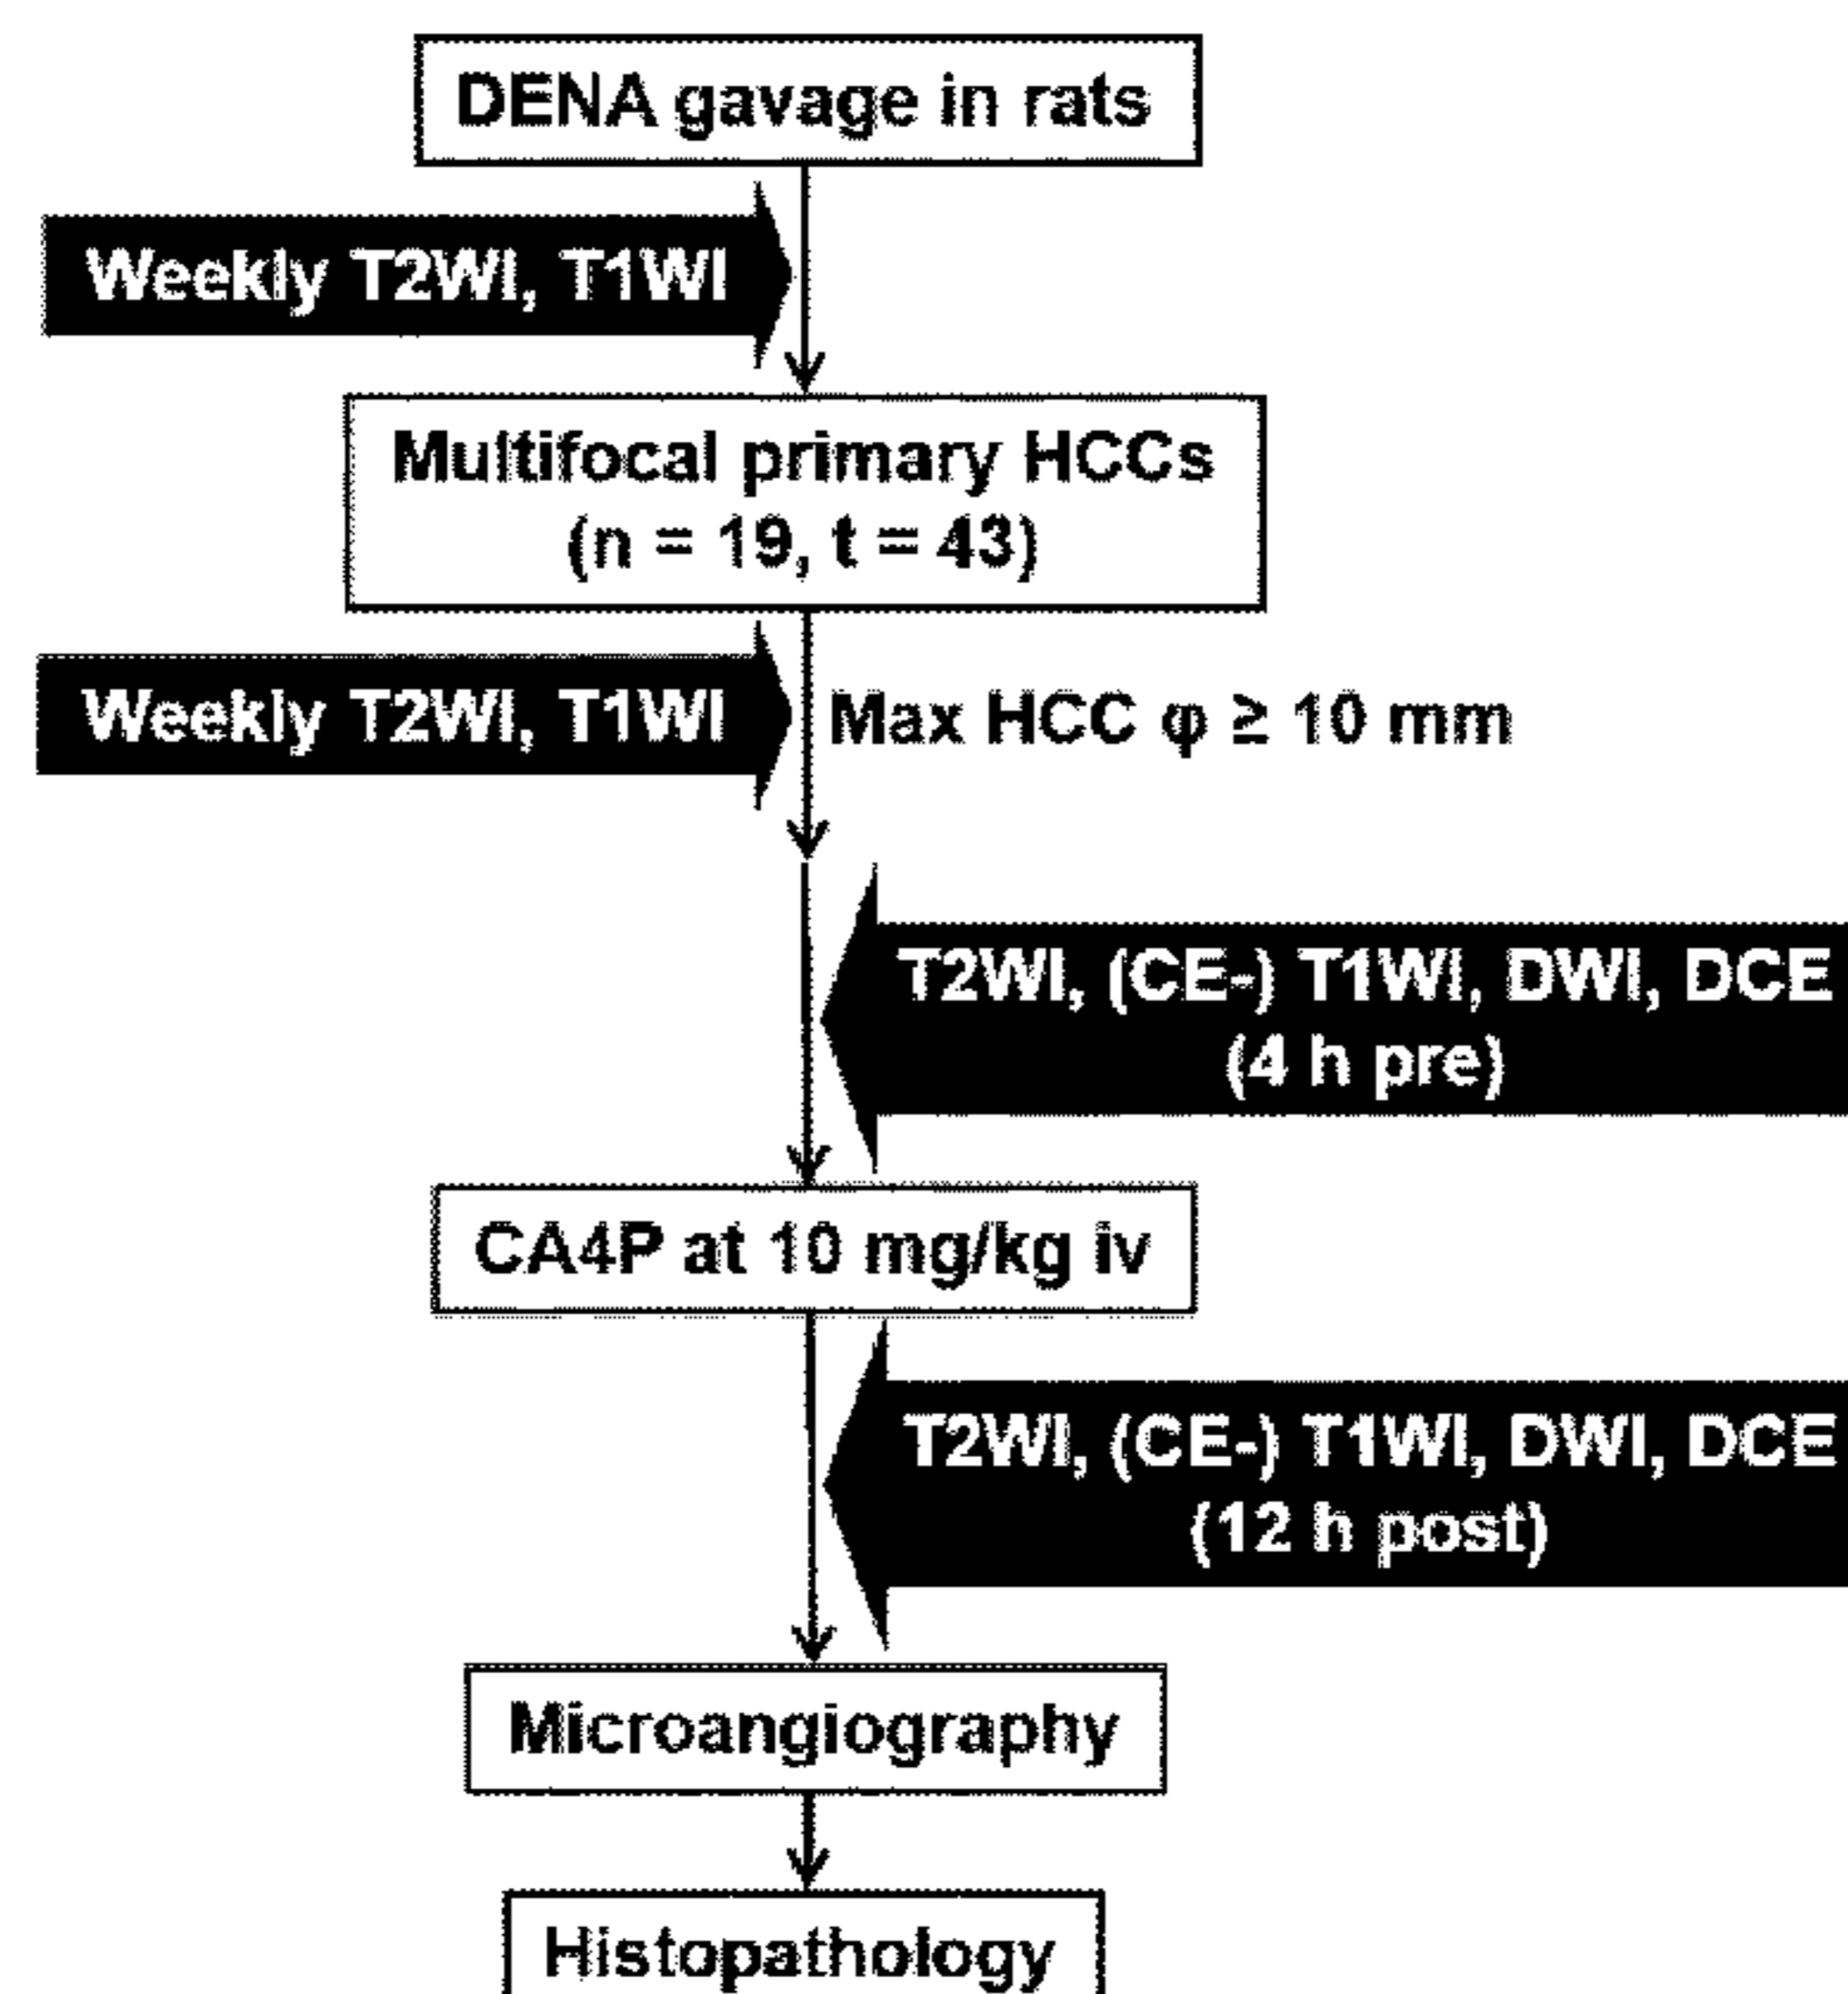 DENA gavage in rats
Weekly T2WI, T1WI
Multifocal primary HCCs
(n = 19, t = 43)
Weekly T2WI, T1WI
Max HCC φ ≥ 10 mm
T2WI, (CE-) T1WI, DWI, DCE
(4 h pre)
CA4P at 10 mg/kg iv
T2WI, (CE-) T1WI, DWI, DCE
(12 h post)
Microangiography
Histopathology